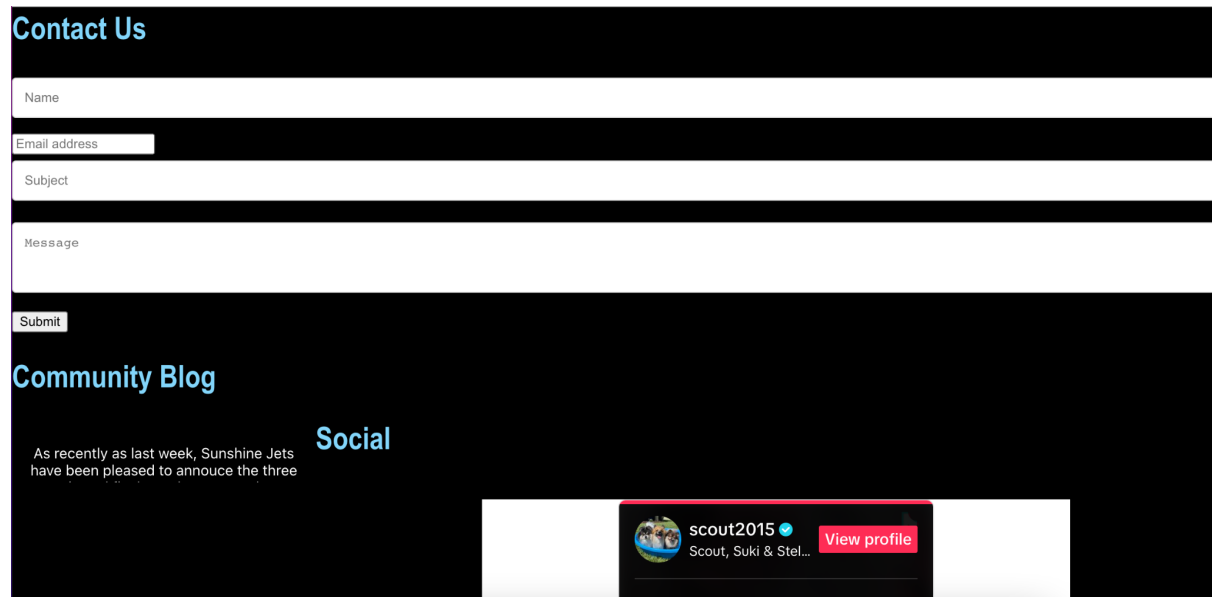 Contact Us
Name
Email address
Subject
Message
Submit
Community Blog
As recently as last week, Sunshine Jets
have been pleased to annouce the three
Social
scout2015
Scout, Suki & Stel...
View profile